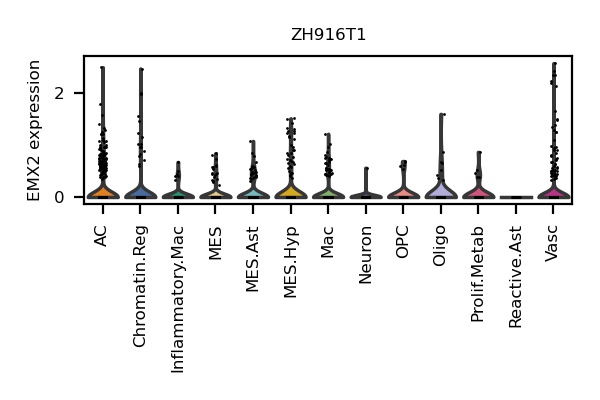 ZH916T1
EMX2 expression
2
0
AC
Chromatin.Reg
Inflammatory.Mac
MES
MES.Ast
MES.Hyp
Mac
Neuron
OPC
Oligo
Prolif.Metab
Reactive.Ast
Vasc